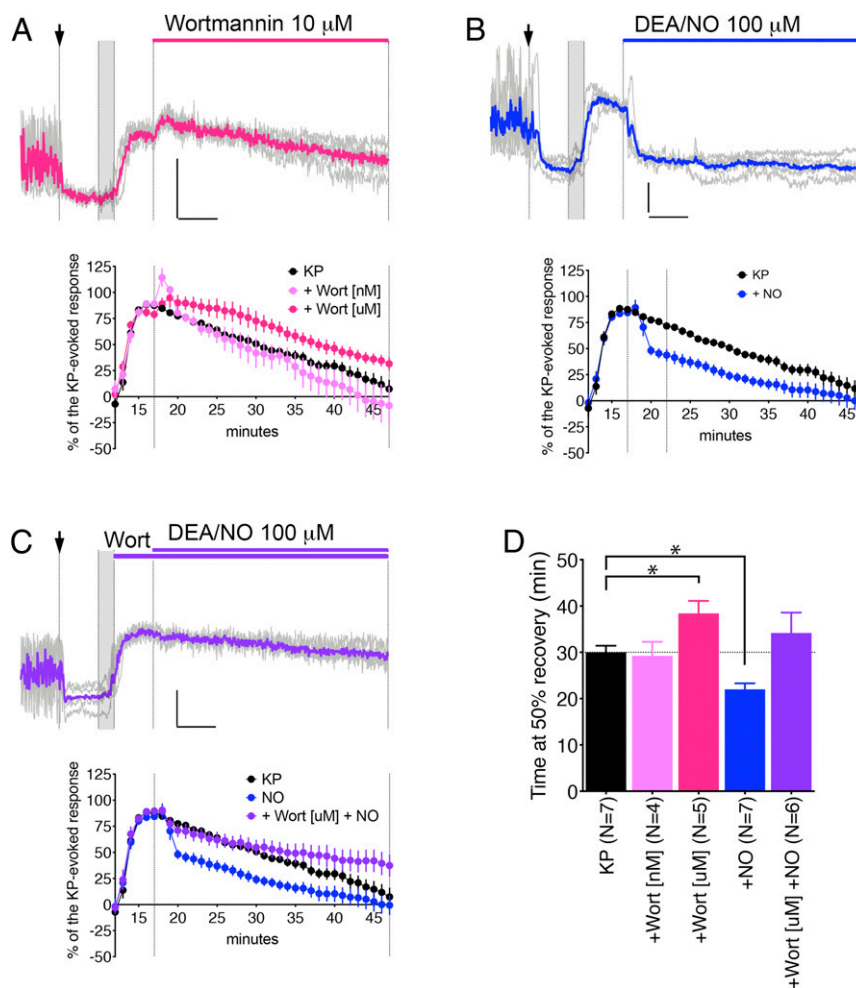 A
Wortmannin 10 μM
% of the KP-evoked response
125
100
75
50
25
0
-25
-50
KP
+ Wort [nM]
+ Wort [uM]
15 20 25 30 35 40 45
minutes
B
DEA/NO 100 μM
% of the KP-evoked response
125
100
75
50
25
0
-25
-50
KP
+ NO
15 20 25 30 35 40 45
minutes
C
Wort DEA/NO 100 μM
% of the KP-evoked response
125
100
75
50
25
0
-25
-50
KP
NO
+ Wort [uM] + NO
15 20 25 30 35 40 45
minutes
D
Time at 50% recovery (min)
50
40
30
20
10
0
*
*
KP (N=7)
+Wort [nM] (N=4)
+Wort [uM] (N=5)
+NO (N=7)
+Wort [uM] +NO (N=6)